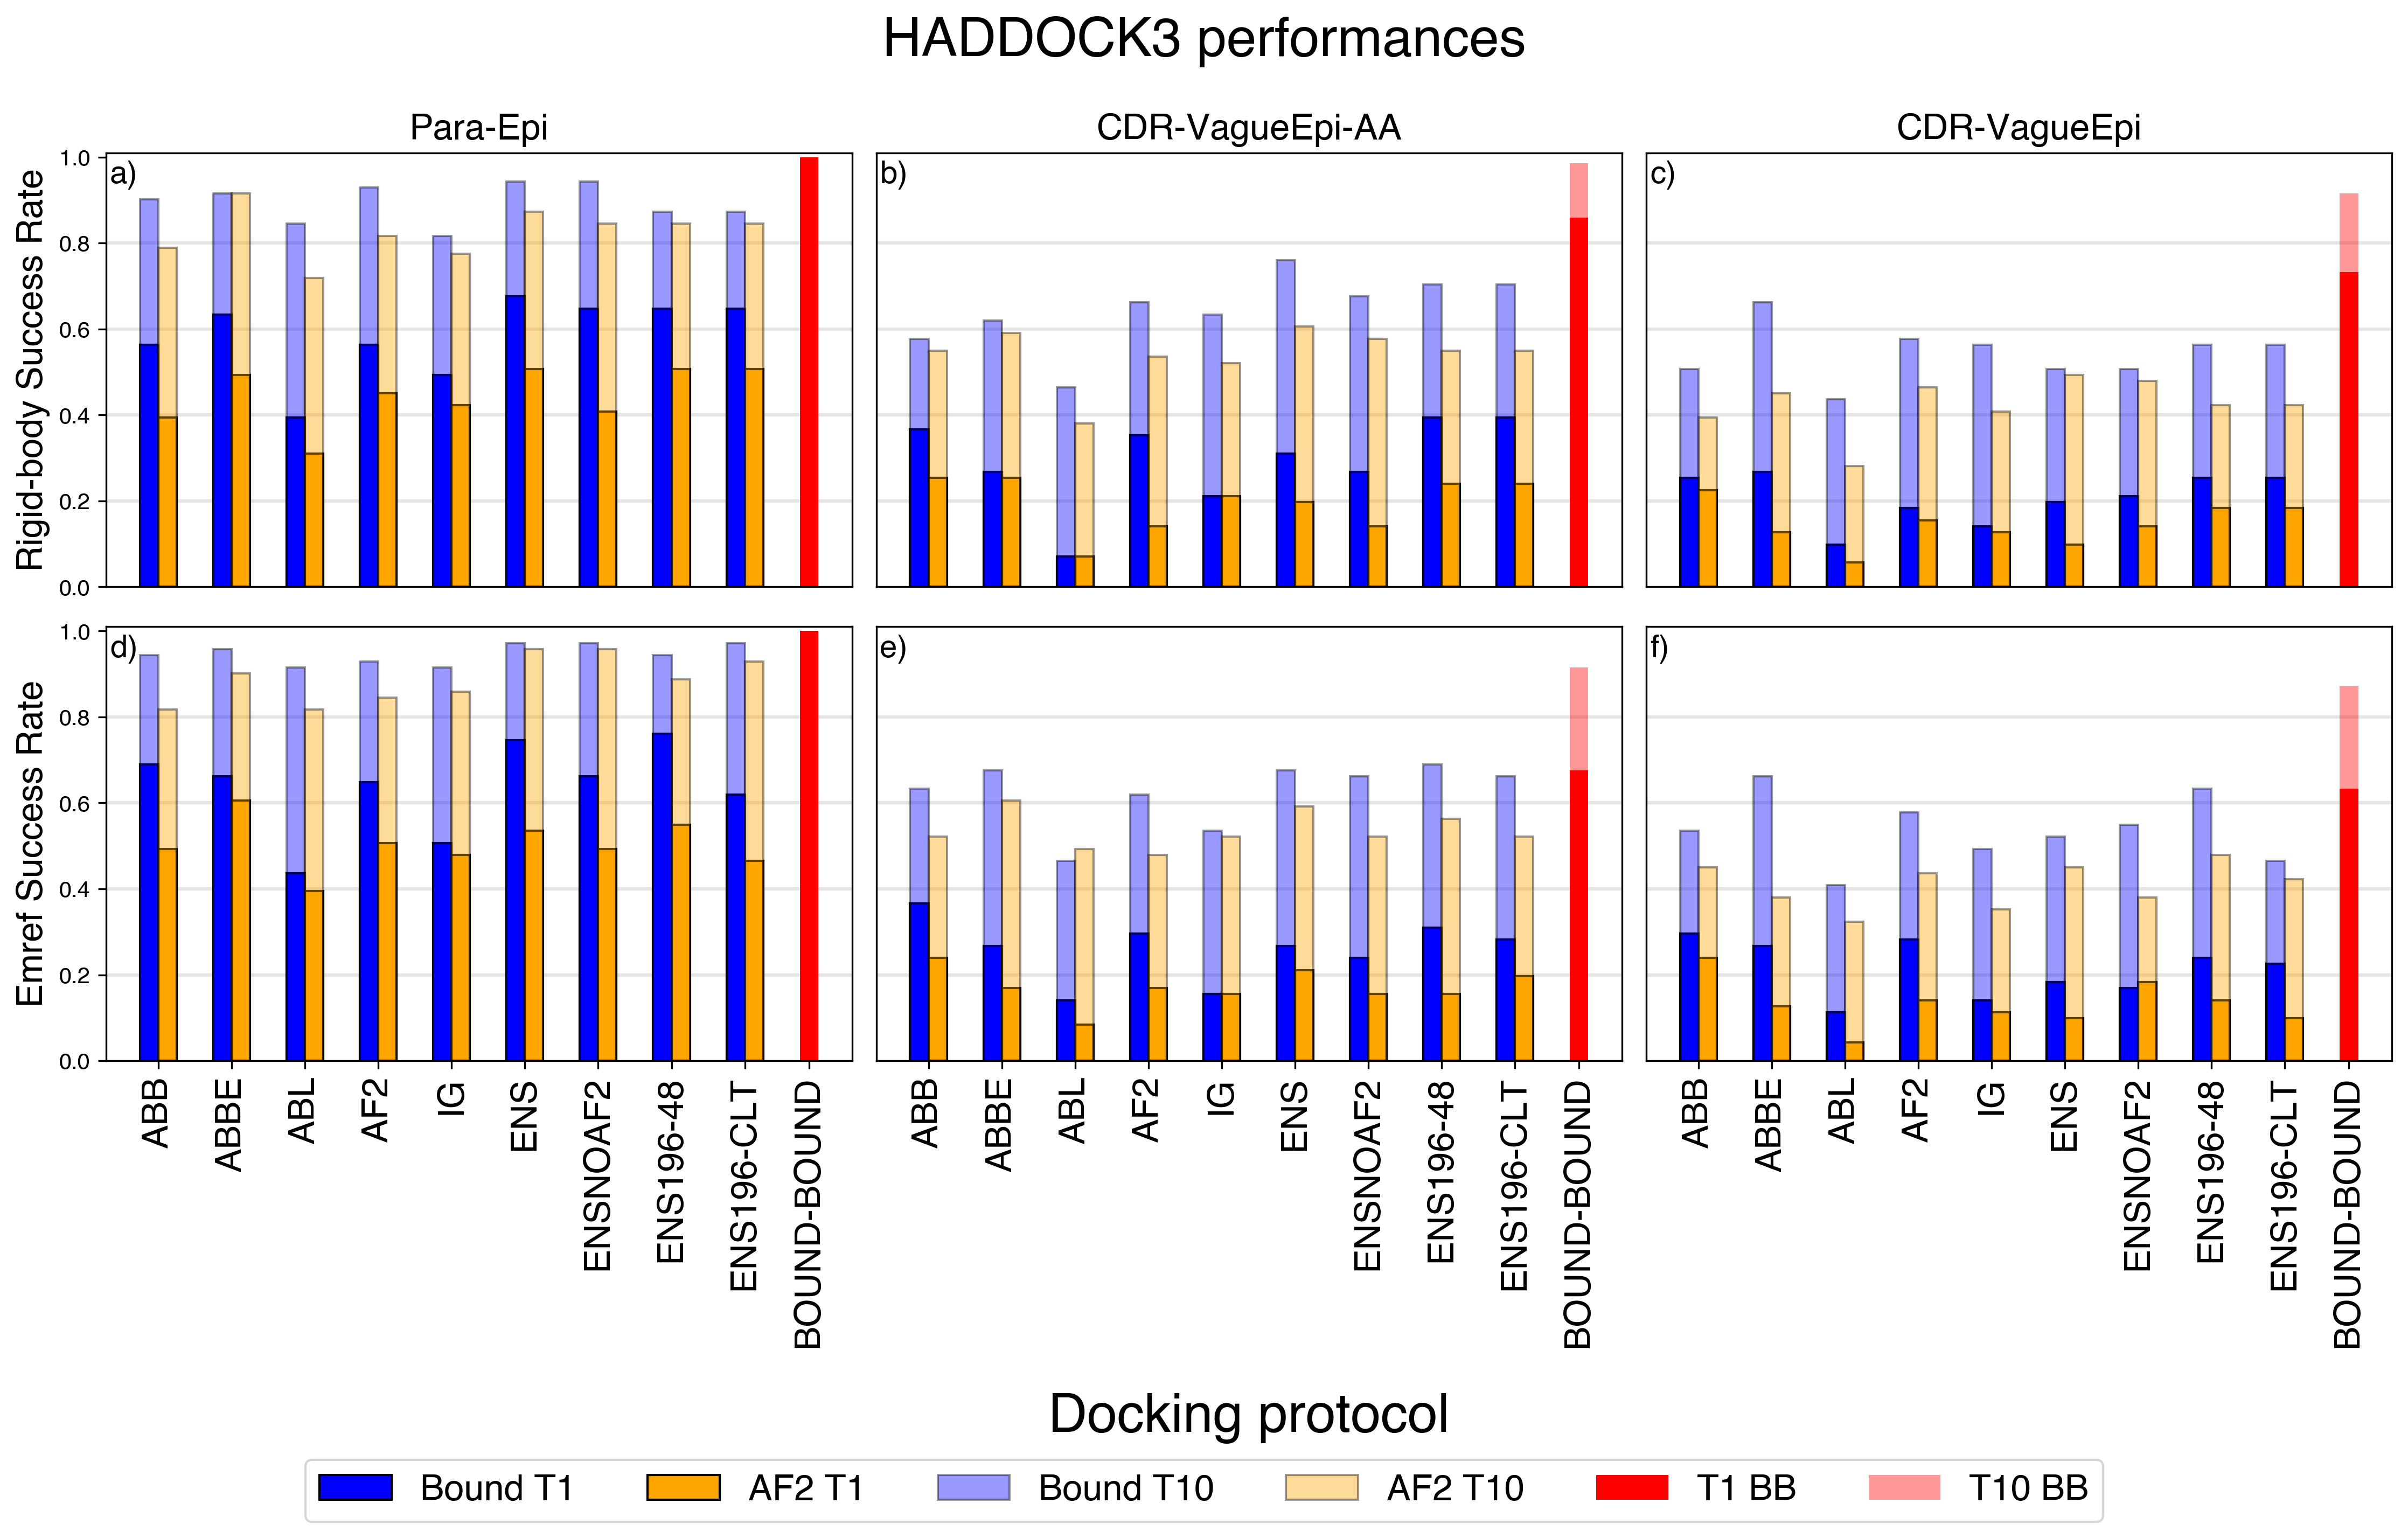 HADDOCK3 performances
Para-Epi
CDR-VagueEpi-AA
CDR-VagueEpi
Rigid-body Success Rate
1.0
0.8
0.6
0.4
0.2
0.0
a)
b)
c)
Emref Success Rate
1.0
0.8
0.6
0.4
0.2
0.0
d)
e)
f)
ABB
ABBE
ABL
AF2
IG
ENS
ENSNOAF2
ENS196-48
ENS196-CLT
BOUND-BOUND
ABB
ABBE
ABL
AF2
IG
ENS
ENSNOAF2
ENS196-48
ENS196-CLT
BOUND-BOUND
ABB
ABBE
ABL
AF2
IG
ENS
ENSNOAF2
ENS196-48
ENS196-CLT
BOUND-BOUND
Docking protocol
Bound T1
AF2 T1
Bound T10
AF2 T10
T1 BB
T10 BB